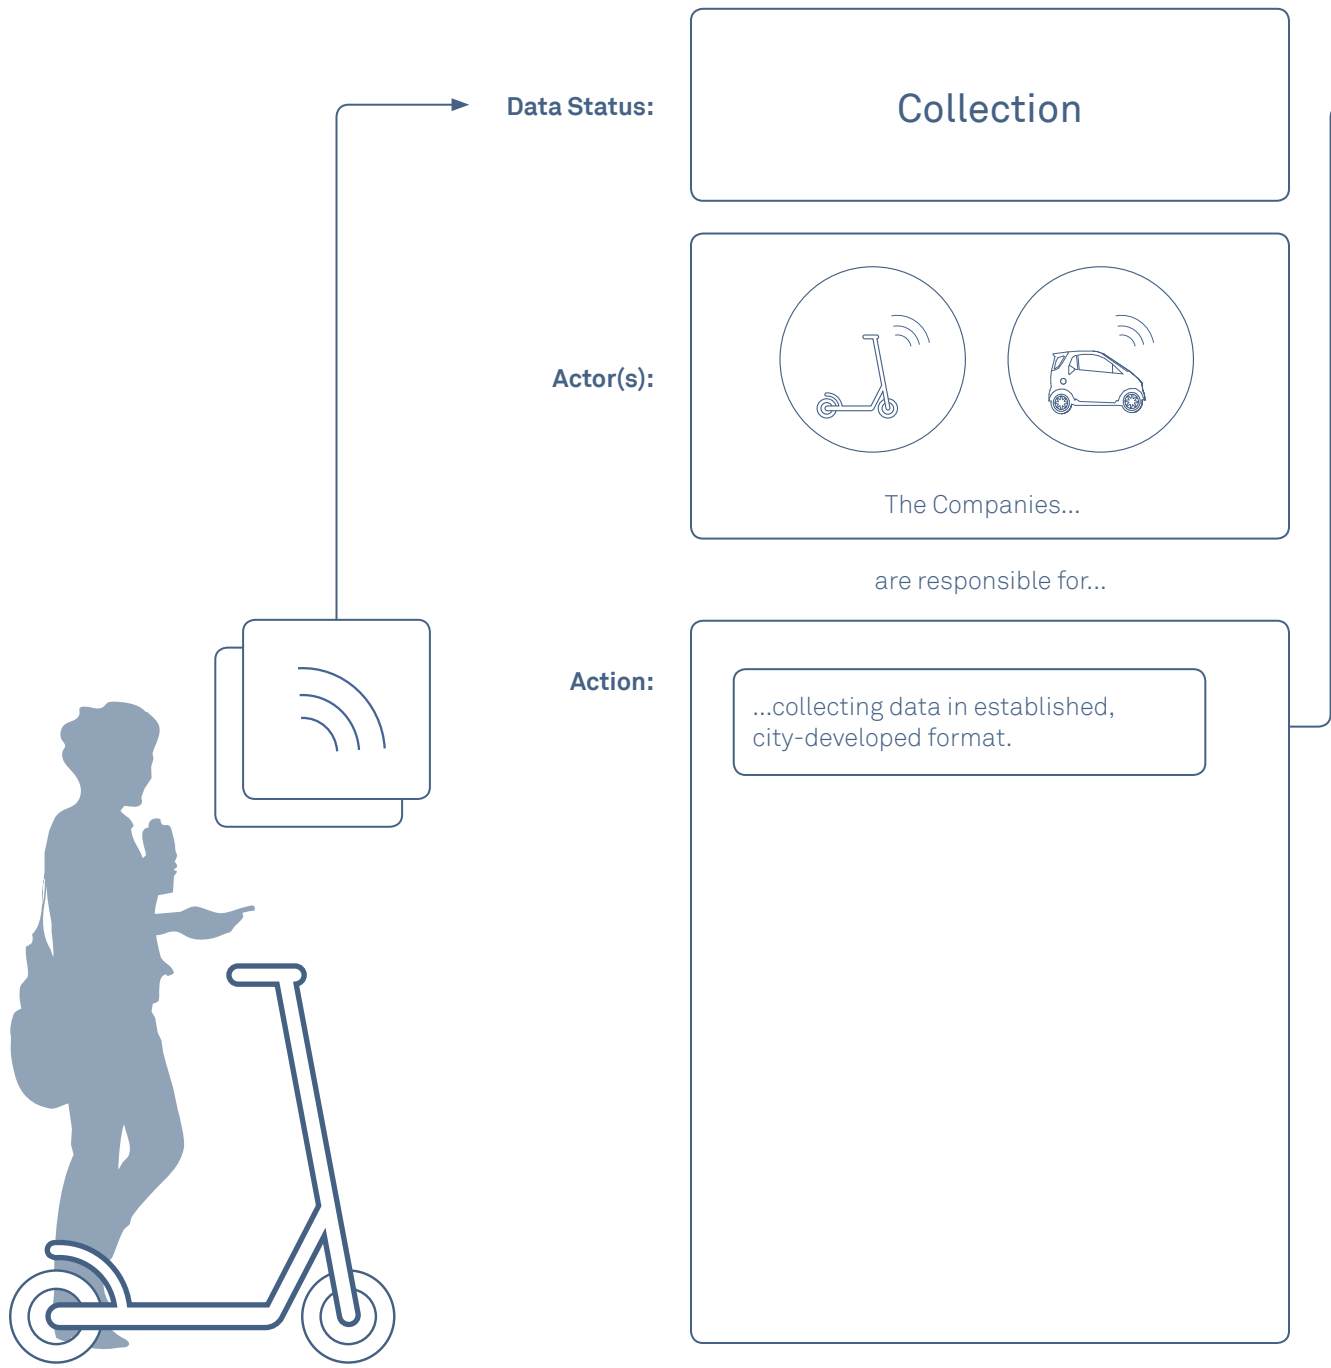 Data Status:
Collection
Actor(s):
The Companies...
are responsible for...
Action:
...collecting data in established,
city-developed format.